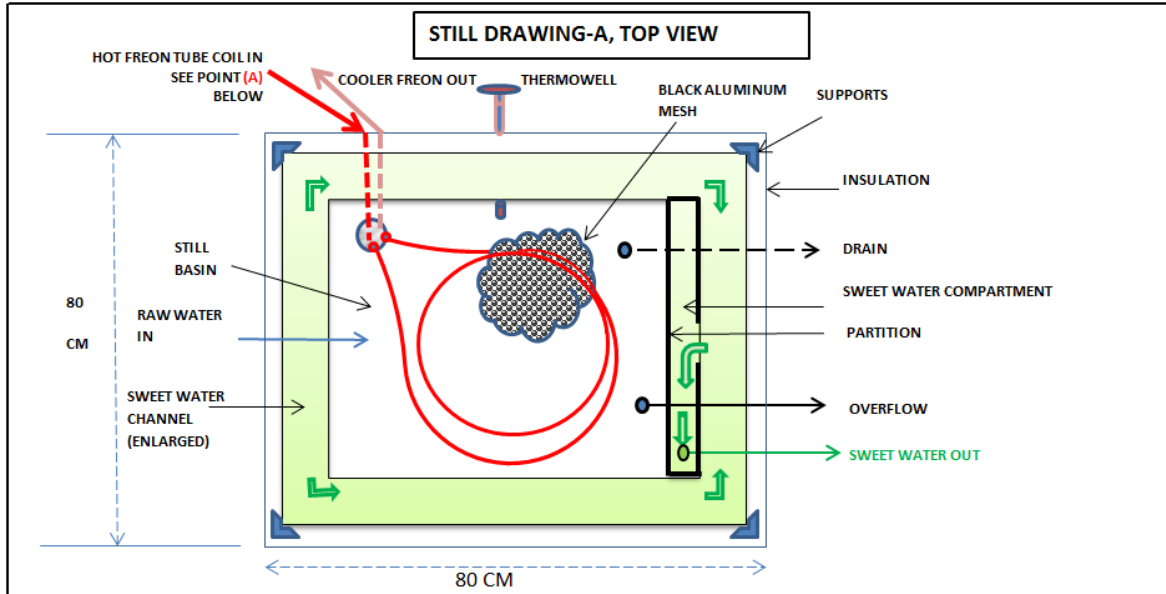 STILL DRAWING-A, TOP VIEW
HOT FREON TUBE COIL IN
SEE POINT (A)
BELOW
COOLER FREON OUT
THERMOWELL
BLACK ALUMINUM
MESH
SUPPORTS
INSULATION
STILL
BASIN
DRAIN
SWEET WATER COMPARTMENT
80
CM
RAW WATER
IN
PARTITION
SWEET WATER
CHANNEL
(ENLARGED)
OVERFLOW
SWEET WATER OUT
80 CM